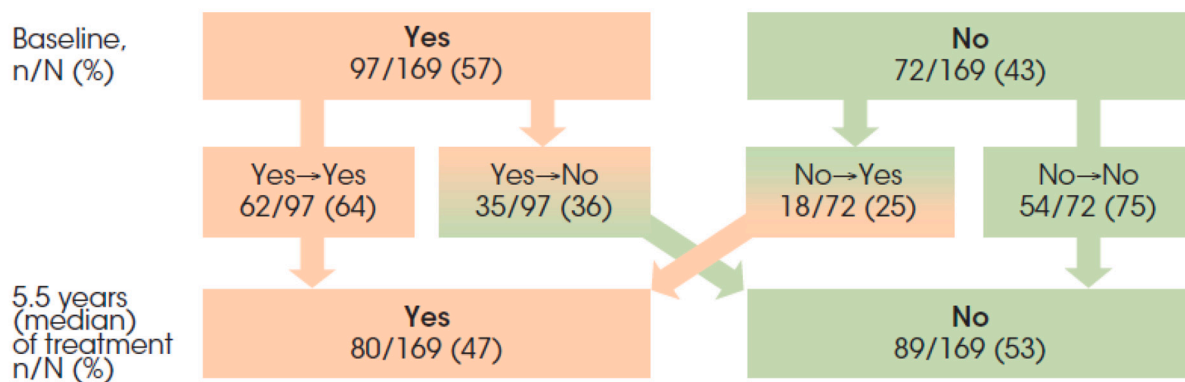 Baseline,
n/N (%)
Yes
97/169 (57)
No
72/169 (43)
Yes→Yes
62/97 (64)
Yes→No
35/97 (36)
No→Yes
18/72 (25)
No→No
54/72 (75)
5.5 years
(median)
of treatment
n/N (%)
Yes
80/169 (47)
No
89/169 (53)